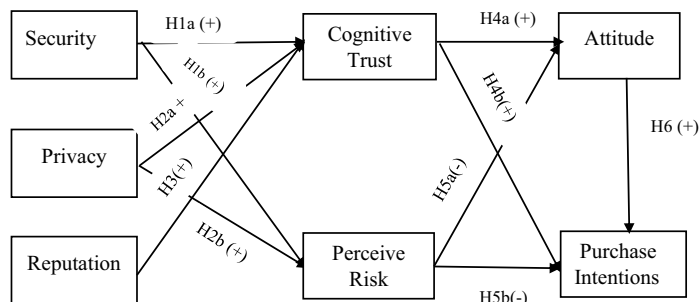 Security
H1a (+)
Cognitive
Trust
H4a (+)
Attitude
H1b (+)
H2a +
H4b(+)
H6 (+)
Privacy
H3(+)
H5a(-)
H2b (+)
Reputation
Perceive
Risk
Purchase
Intentions
H5b(-)